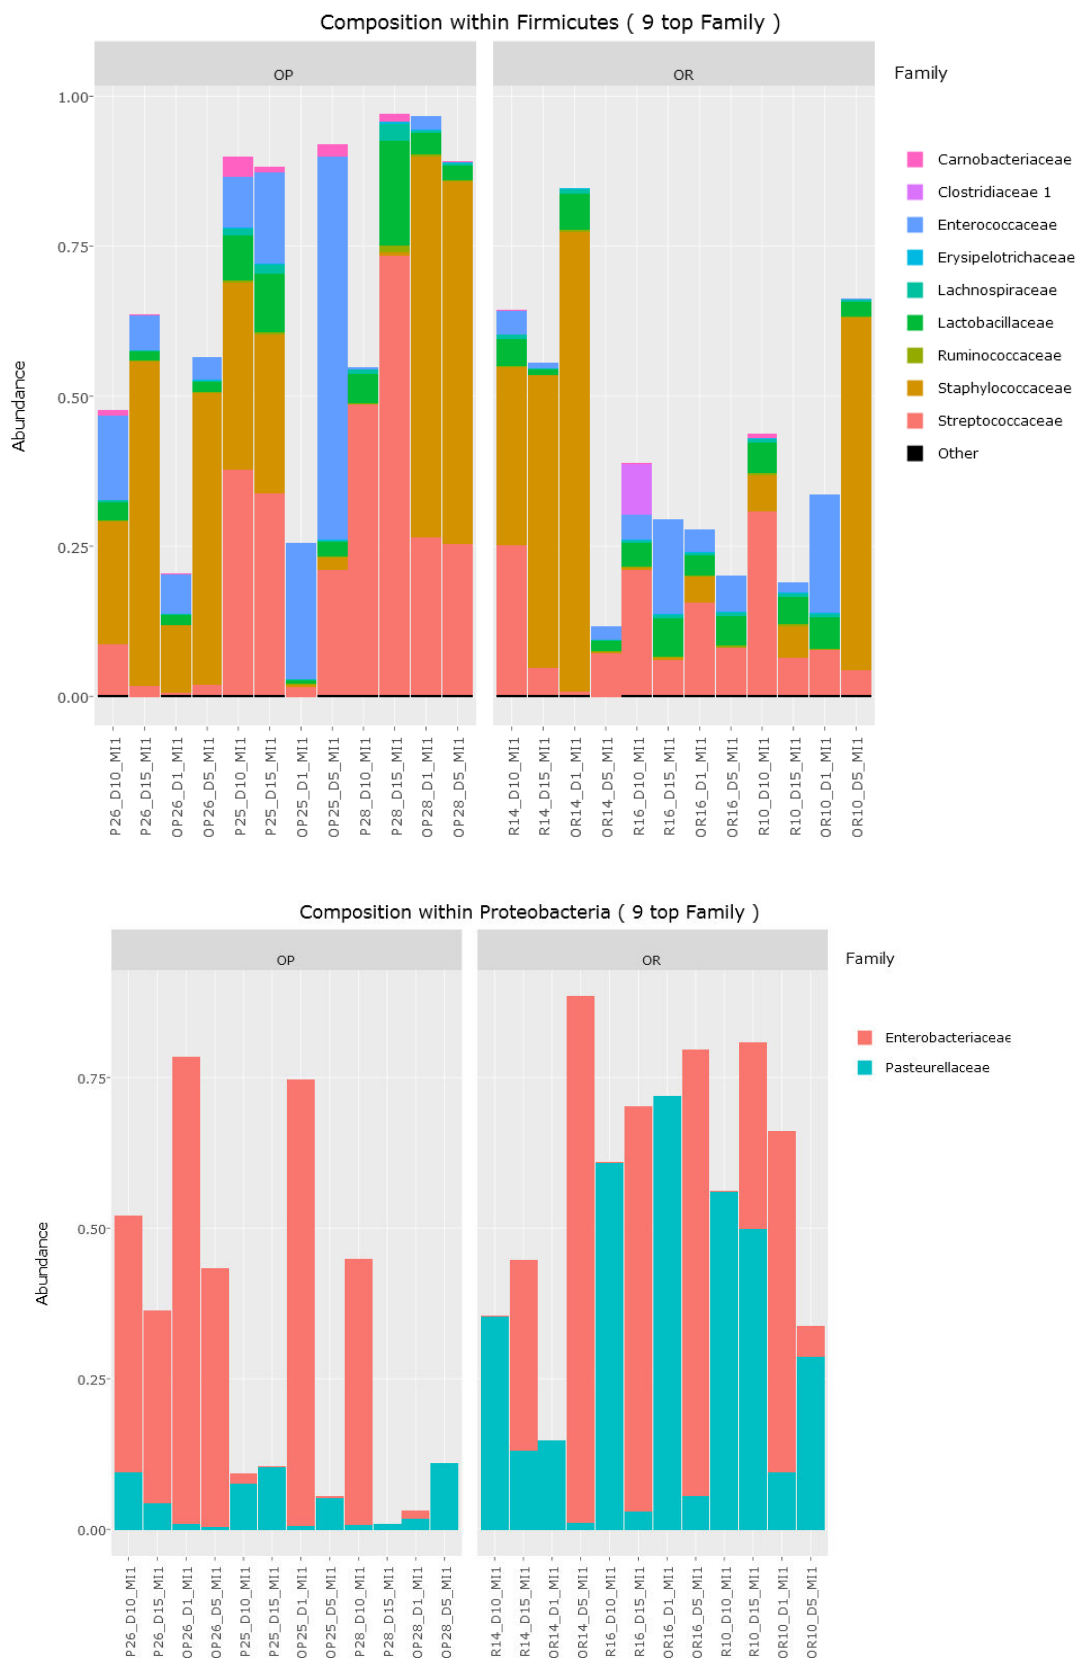 Composition within Firmicutes ( 9 top Family )
OP
OR
Family
Carnobacteriaceae
Clostridiaceae 1
Enterococcaceae
Erysipelotrichaceae
Lachnospiraceae
Lactobacillaceae
Ruminococcaceae
Staphylococcaceae
Streptococcaceae
Other
Abundance
1.00
0.75
0.50
0.25
0.00
P26_D10_MI1
P26_D15_MI1
OP26_D1_MI1
OP26_D5_MI1
P25_D10_MI1
P25_D15_MI1
OP25_D1_MI1
OP25_D5_MI1
P28_D10_MI1
P28_D15_MI1
OP28_D1_MI1
OP28_D5_MI1
R14_D10_MI1
R14_D15_MI1
OR14_D1_MI1
OR14_D5_MI1
R16_D10_MI1
R16_D15_MI1
OR16_D1_MI1
OR16_D5_MI1
R10_D10_MI1
R10_D15_MI1
OR10_D1_MI1
OR10_D5_MI1
Composition within Proteobacteria ( 9 top Family )
OP
OR
Family
Enterobacteriaceae
Pasteurellaceae
Abundance
0.75
0.50
0.25
0.00
P26_D10_MI1
P26_D15_MI1
OP26_D1_MI1
OP26_D5_MI1
P25_D10_MI1
P25_D15_MI1
OP25_D1_MI1
OP25_D5_MI1
P28_D10_MI1
P28_D15_MI1
OP28_D1_MI1
OP28_D5_MI1
R14_D10_MI1
R14_D15_MI1
OR14_D1_MI1
OR14_D5_MI1
R16_D10_MI1
R16_D15_MI1
OR16_D1_MI1
OR16_D5_MI1
R10_D10_MI1
R10_D15_MI1
OR10_D1_MI1
OR10_D5_MI1